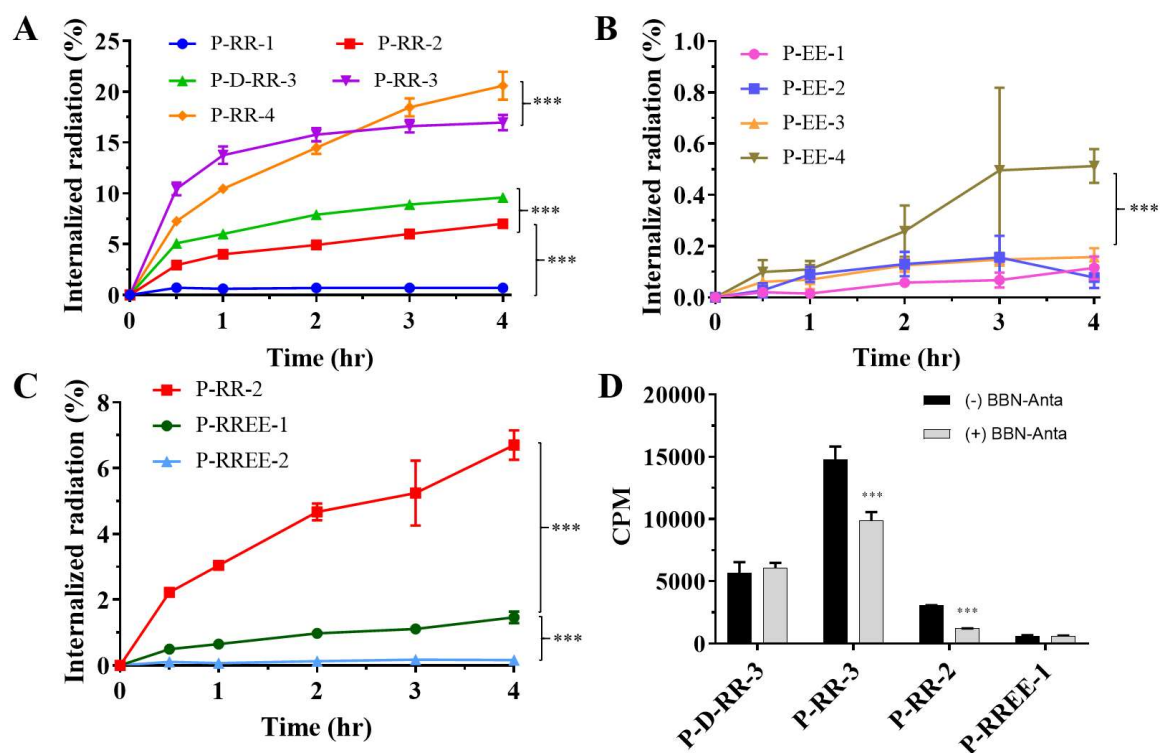 A
Internalized radiation (%)
25
20
15
10
5
0
P-RR-1
P-RR-2
P-D-RR-3
P-RR-3
P-RR-4
***
***
***
0 1 2 3 4
Time (hr)
B
Internalized radiation (%)
1.0
0.8
0.6
0.4
0.2
0.0
P-EE-1
P-EE-2
P-EE-3
P-EE-4
***
0 1 2 3 4
Time (hr)
C
Internalized radiation (%)
8
6
4
2
0
P-RR-2
P-RREE-1
P-RREE-2
***
***
0 1 2 3 4
Time (hr)
D
CPM
20000
15000
10000
5000
0
(-) BBN-Anta
(+) BBN-Anta
***
***
P-D-RR-3
P-RR-3
P-RR-2
P-RREE-1